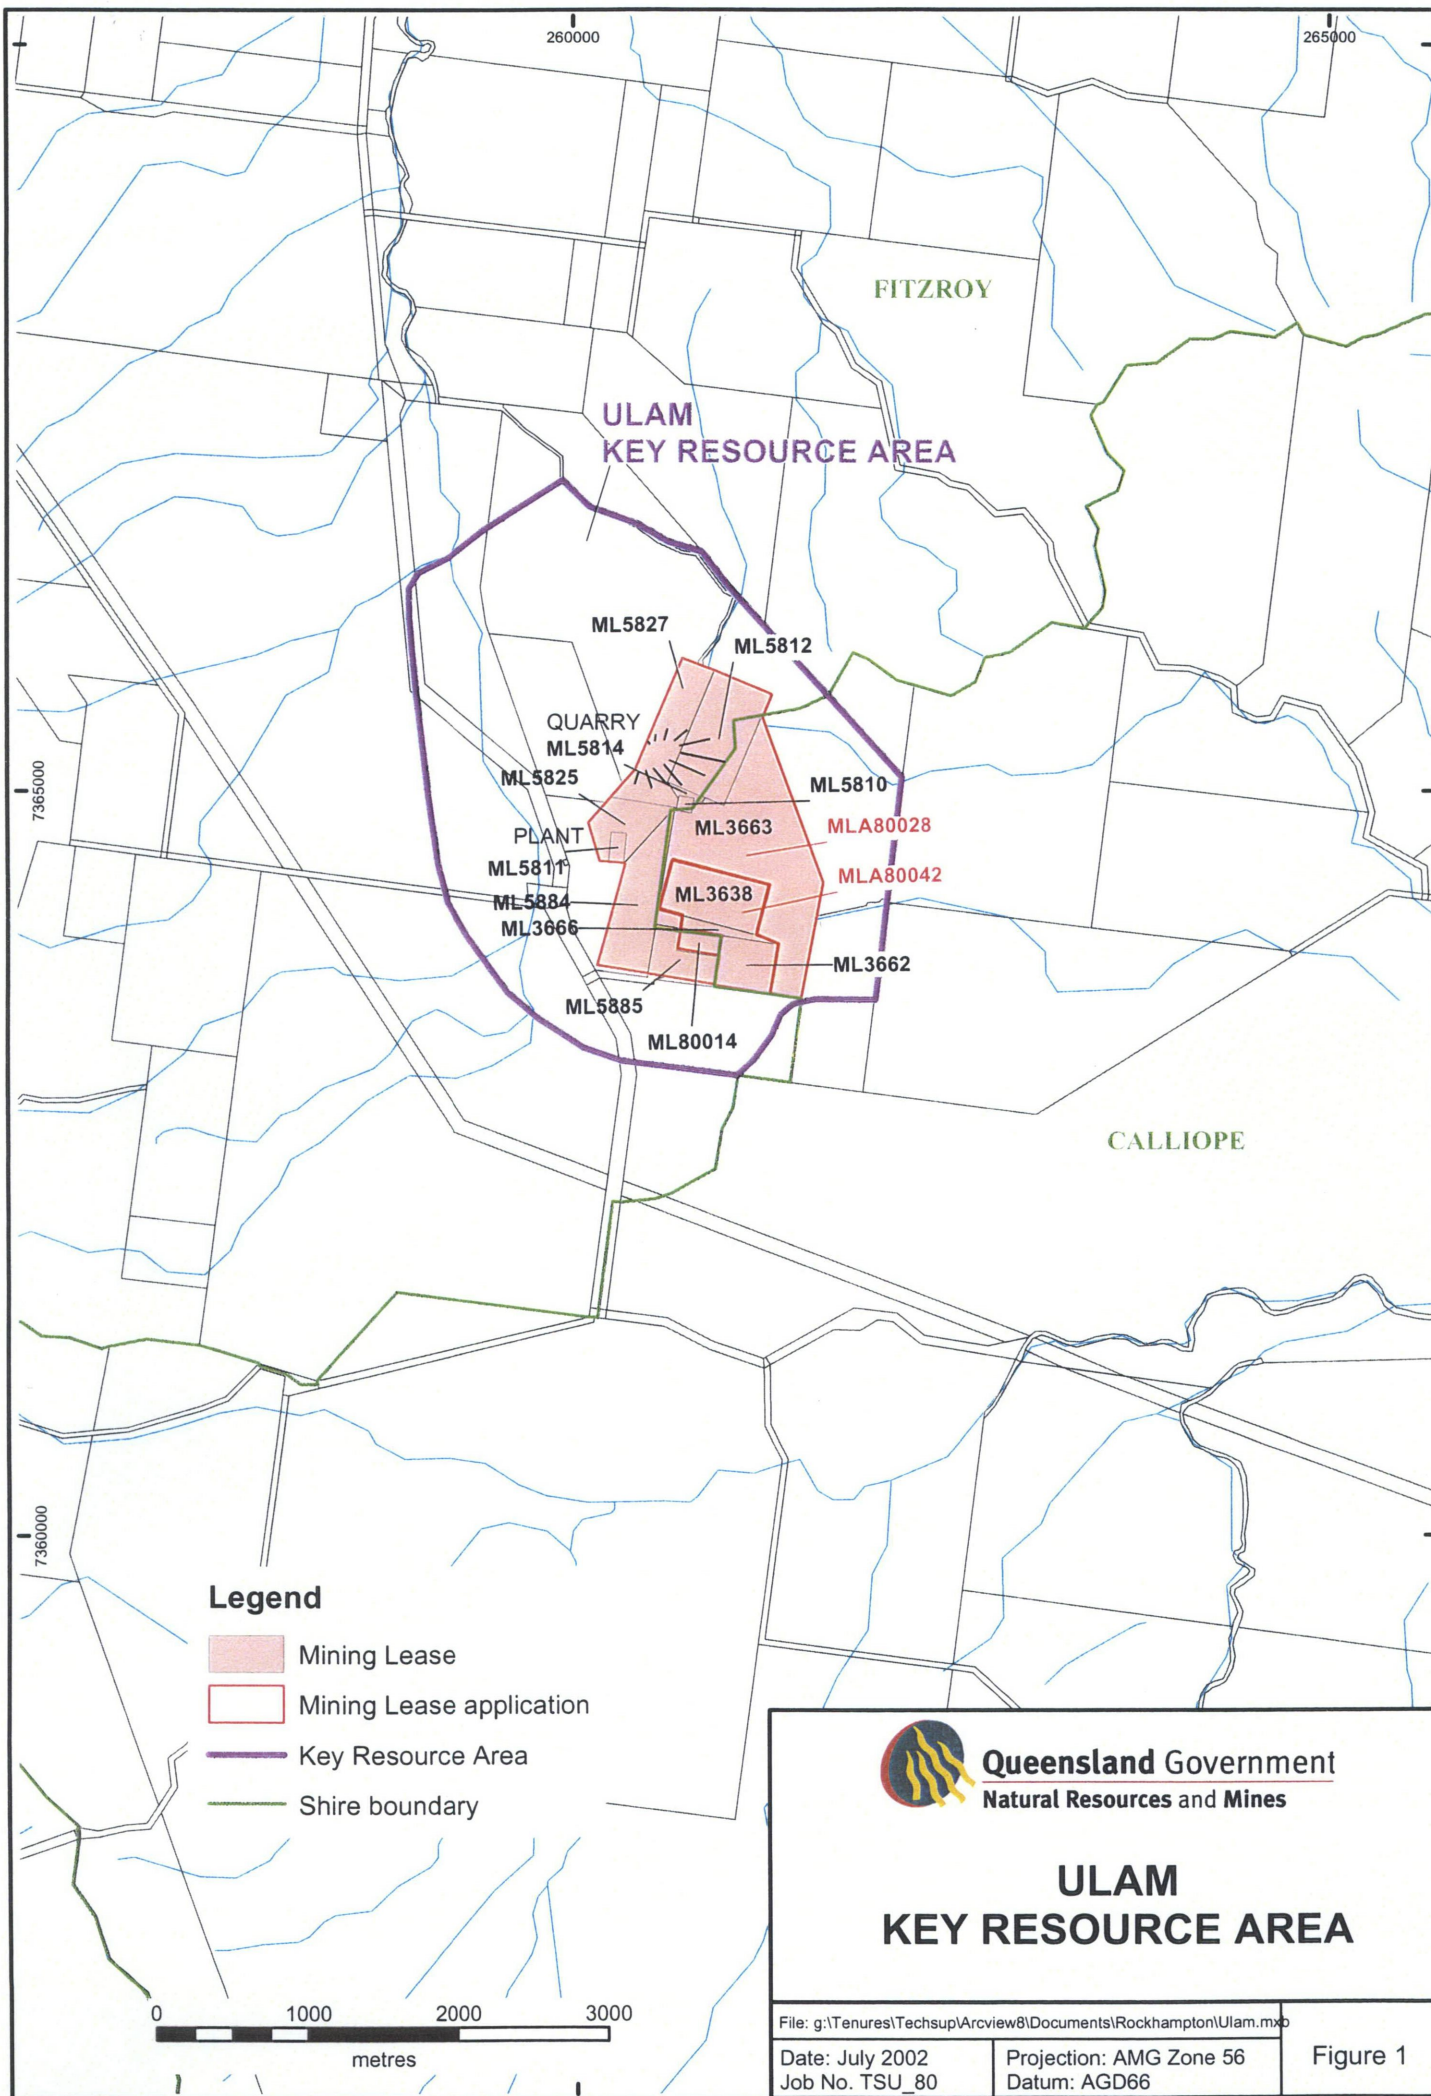 260000
265000
FITZROY
ULAM
KEY RESOURCE AREA
ML5827
ML5812
QUARRY
ML5814
ML5825
ML5810
7365000
PLANT
ML3663
MLA80028
ML5811
MLA80042
ML3638
ML5884
ML3666
ML3662
ML5885
ML80014
CALLIOPE
7360000
Legend
Mining Lease
Mining Lease application
Key Resource Area
Shire boundary
0 1000 2000 3000
metres
Queensland Government
Natural Resources and Mines
ULAM
KEY RESOURCE AREA
File: g:\Tenures\Techsup\Arcview8\Documents\Rockhampton\Ulam.mxd
Date: July 2002
Job No. TSU_80
Projection: AMG Zone 56
Datum: AGD66
Figure 1